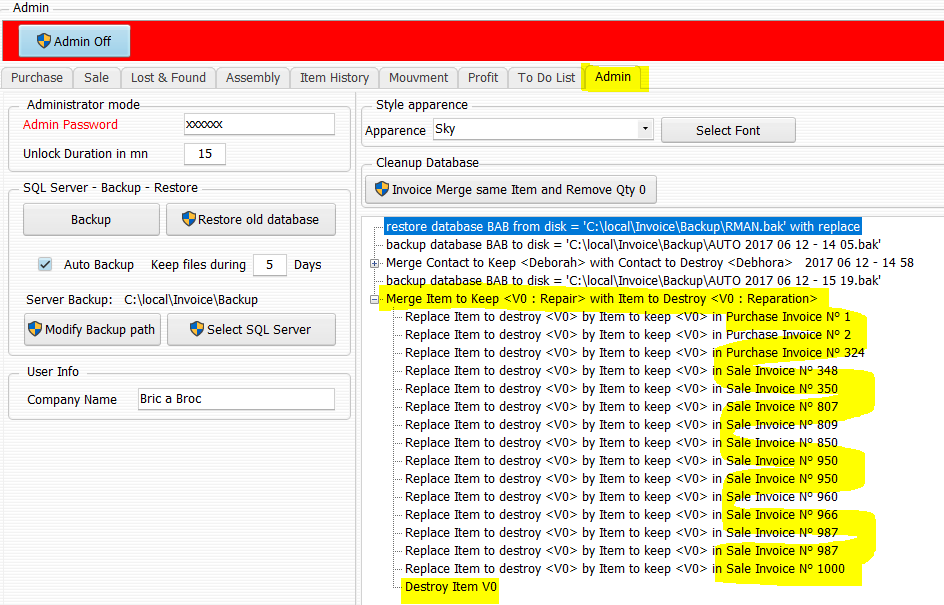 Admin
Admin Off
Purchase Sale Lost & Found Assembly Item History Mouvment Profit To Do List Admin
Administrator mode
Admin Password xxxxxx
Unlock Duration in mn 15
SQL Server - Backup - Restore
Backup Restore old database
Auto Backup Keep files during 5 Days
Server Backup: C:\local\Invoice\Backup
Modify Backup path Select SQL Server
User Info
Company Name Bric a Broc
Style apparence
Apparence Sky Select Font
Cleanup Database
Invoice Merge same Item and Remove Qty 0
restore database BAB from disk = 'C:\local\Invoice\Backup\RMAN.bak' with replace
backup database BAB to disk = 'C:\local\Invoice\Backup\AUTO 2017 06 12 - 14 05.bak'
Merge Contact to Keep <Deborah> with Contact to Destroy <Debhora> 2017 06 12 - 14 58
backup database BAB to disk = 'C:\local\Invoice\Backup\AUTO 2017 06 12 - 15 19.bak'
Merge Item to Keep <V0 : Repair> with Item to Destroy <V0 : Reparation>
Replace Item to destroy <V0> by Item to keep <V0> in Purchase Invoice N° 1
Replace Item to destroy <V0> by Item to keep <V0> in Purchase Invoice N° 2
Replace Item to destroy <V0> by Item to keep <V0> in Purchase Invoice N° 324
Replace Item to destroy <V0> by Item to keep <V0> in Sale Invoice N° 348
Replace Item to destroy <V0> by Item to keep <V0> in Sale Invoice N° 350
Replace Item to destroy <V0> by Item to keep <V0> in Sale Invoice N° 807
Replace Item to destroy <V0> by Item to keep <V0> in Sale Invoice N° 809
Replace Item to destroy <V0> by Item to keep <V0> in Sale Invoice N° 850
Replace Item to destroy <V0> by Item to keep <V0> in Sale Invoice N° 950
Replace Item to destroy <V0> by Item to keep <V0> in Sale Invoice N° 950
Replace Item to destroy <V0> by Item to keep <V0> in Sale Invoice N° 960
Replace Item to destroy <V0> by Item to keep <V0> in Sale Invoice N° 966
Replace Item to destroy <V0> by Item to keep <V0> in Sale Invoice N° 987
Replace Item to destroy <V0> by Item to keep <V0> in Sale Invoice N° 987
Replace Item to destroy <V0> by Item to keep <V0> in Sale Invoice N° 1000
Destroy Item V0